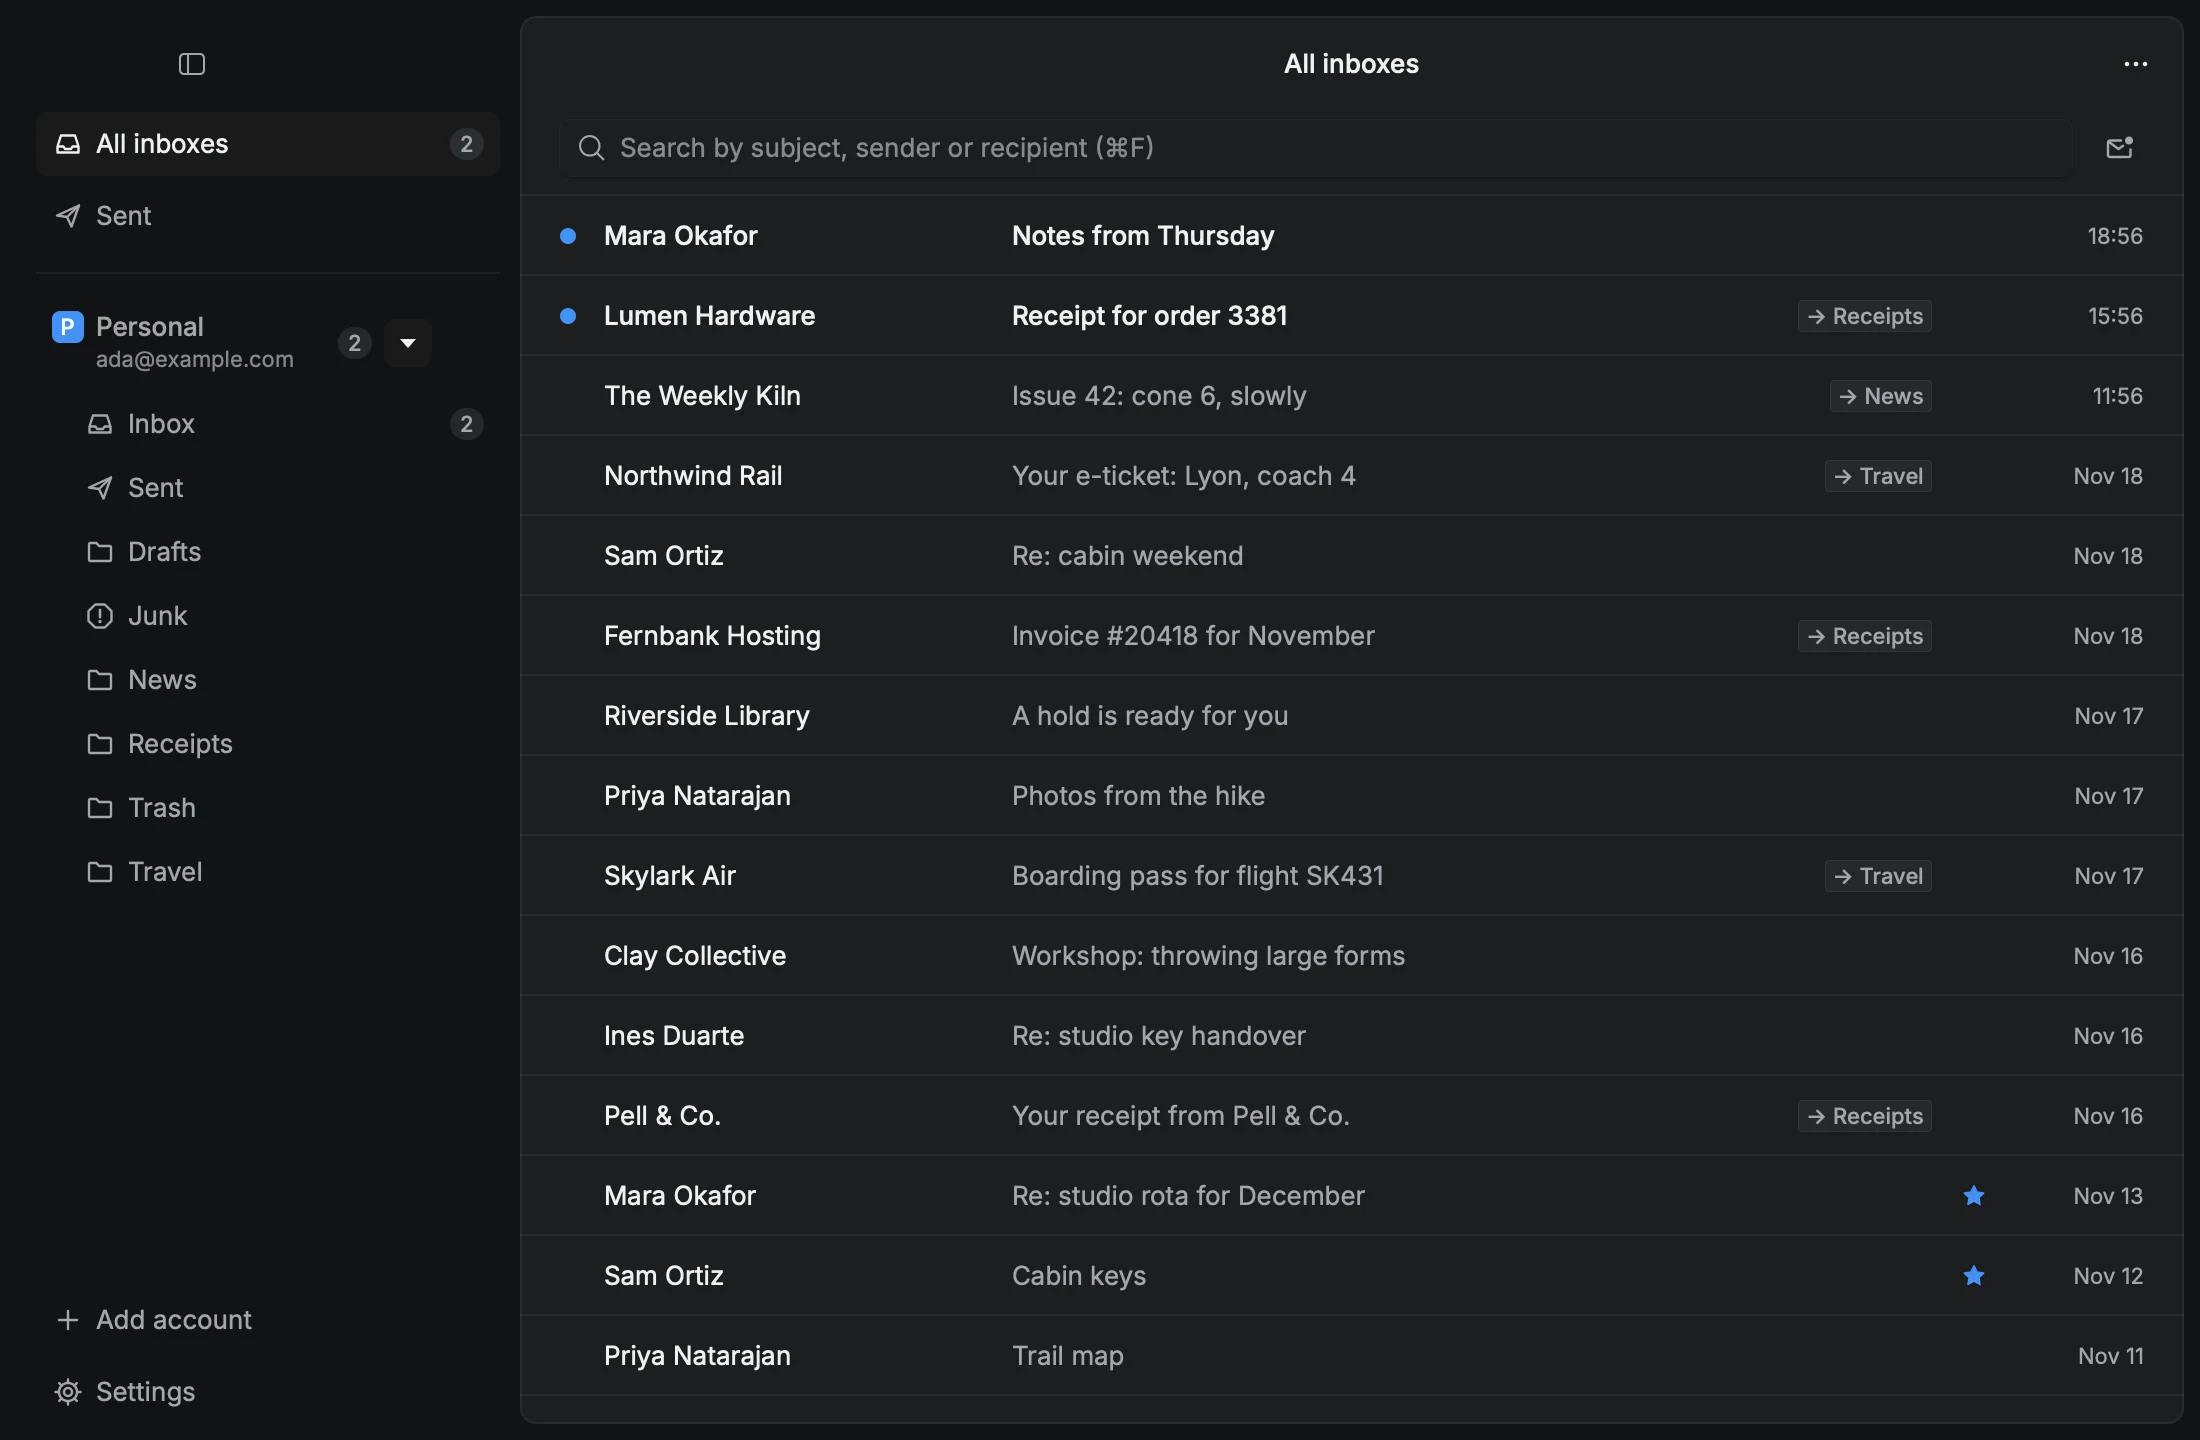 All inboxes 2
Sent
P Personal
ada@example.com
2
Inbox 2
Sent
Drafts
Junk
News
Receipts
Trash
Travel
Add account
Settings
All inboxes
Search by subject, sender or recipient (⌘F)
Mara Okafor Notes from Thursday 18:56
Lumen Hardware Receipt for order 3381 → Receipts 15:56
The Weekly Kiln Issue 42: cone 6, slowly → News 11:56
Northwind Rail Your e-ticket: Lyon, coach 4 → Travel Nov 18
Sam Ortiz Re: cabin weekend Nov 18
Fernbank Hosting Invoice #20418 for November → Receipts Nov 18
Riverside Library A hold is ready for you Nov 17
Priya Natarajan Photos from the hike Nov 17
Skylark Air Boarding pass for flight SK431 → Travel Nov 17
Clay Collective Workshop: throwing large forms Nov 16
Ines Duarte Re: studio key handover Nov 16
Pell & Co. Your receipt from Pell & Co. → Receipts Nov 16
Mara Okafor Re: studio rota for December Nov 13
Sam Ortiz Cabin keys Nov 12
Priya Natarajan Trail map Nov 11